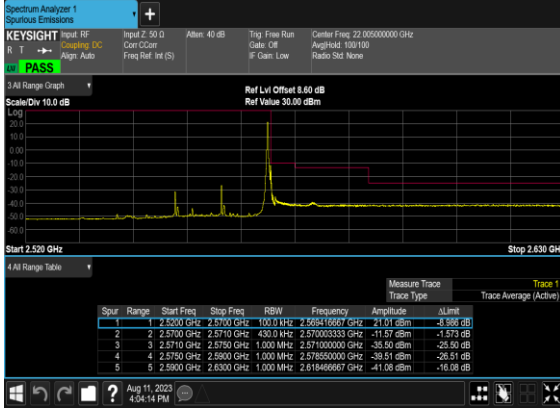 Spectrum Analyzer 1
Spurious Emissions
+
KEYSIGHT Input: RF Input Z: 50 Ω Atten: 40 dB Trig: Free Run Center Freq: 22.005000000 GHz
R T Coupling: DC Corr CCorr Gate: Off Avg|Hold: 100/100
Align: Auto Freq Ref: Int (S) IF Gain: Low Radio Std: None
LXI PASS
3 All Range Graph
Ref Lvl Offset 8.60 dB
Scale/Div 10.0 dB Ref Value 30.00 dBm
Log
20.0
10.0
0.00
-10.0
-20.0
-30.0
-40.0
-50.0
-60.0
Start 2.520 GHz Stop 2.630 GH
4 All Range Table
Measure Trace Trace 1
Trace Type Trace Average (Active)
Spur Range Start Freq Stop Freq RBW Frequency Amplitude ΔLimit
1 1 2.5200 GHz 2.5700 GHz 100.0 kHz 2.569416667 GHz 21.01 dBm -8.986 dB
2 2 2.5700 GHz 2.5710 GHz 430.0 kHz 2.570003333 GHz -11.57 dBm -1.573 dB
3 3 2.5710 GHz 2.5750 GHz 1.000 MHz 2.571000000 GHz -35.50 dBm -25.50 dB
4 4 2.5750 GHz 2.5900 GHz 1.000 MHz 2.578550000 GHz -39.51 dBm -26.51 dB
5 5 2.5900 GHz 2.6300 GHz 1.000 MHz 2.618466667 GHz -41.08 dBm -16.08 dB
? Aug 11, 2023
4:04:14 PM